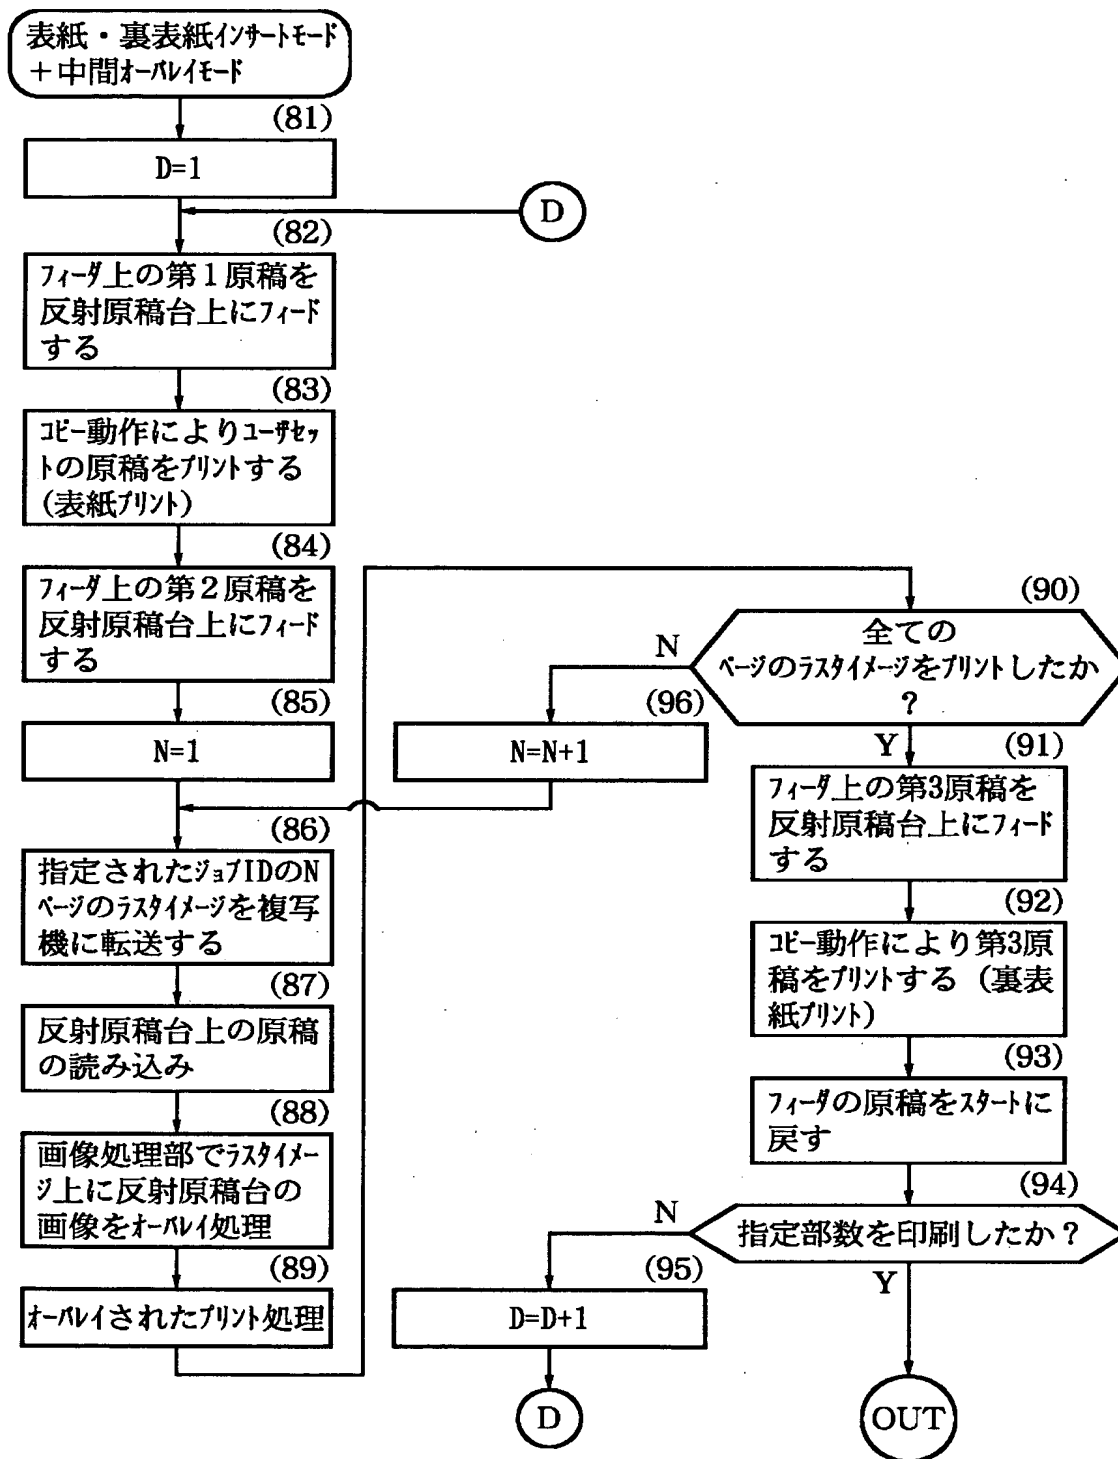 表紙・裏表紙インサートモード
＋中間オーバレイモード
(81)
D=1
D
(82)
フィーダ上の第１原稿を
反射原稿台上にフィード
する
(83)
コピー動作によりユーザセッ
トの原稿をプリントする
(表紙プリント)
(84)
フィーダ上の第２原稿を
反射原稿台上にフィード
する
(85)
N=1
(86)
指定されたジョブIDのN
ページのラスタイメージを複写
機に転送する
(87)
反射原稿台上の原稿
の読み込み
(88)
画像処理部でラスタイメー
ジ上に反射原稿台の
画像をオーバレイ処理
(89)
オーバレイされたプリント処理
(90)
全ての
ページのラスタイメージをプリントしたか
？
N
Y
(96)
N=N+1
(91)
フィーダ上の第3原稿を
反射原稿台上にフィード
する
(92)
コピー動作により第3原
稿をプリントする（裏表
紙プリント）
(93)
フィーダの原稿をスタートに
戻す
(94)
指定部数を印刷したか？
N
Y
(95)
D=D+1
D
OUT